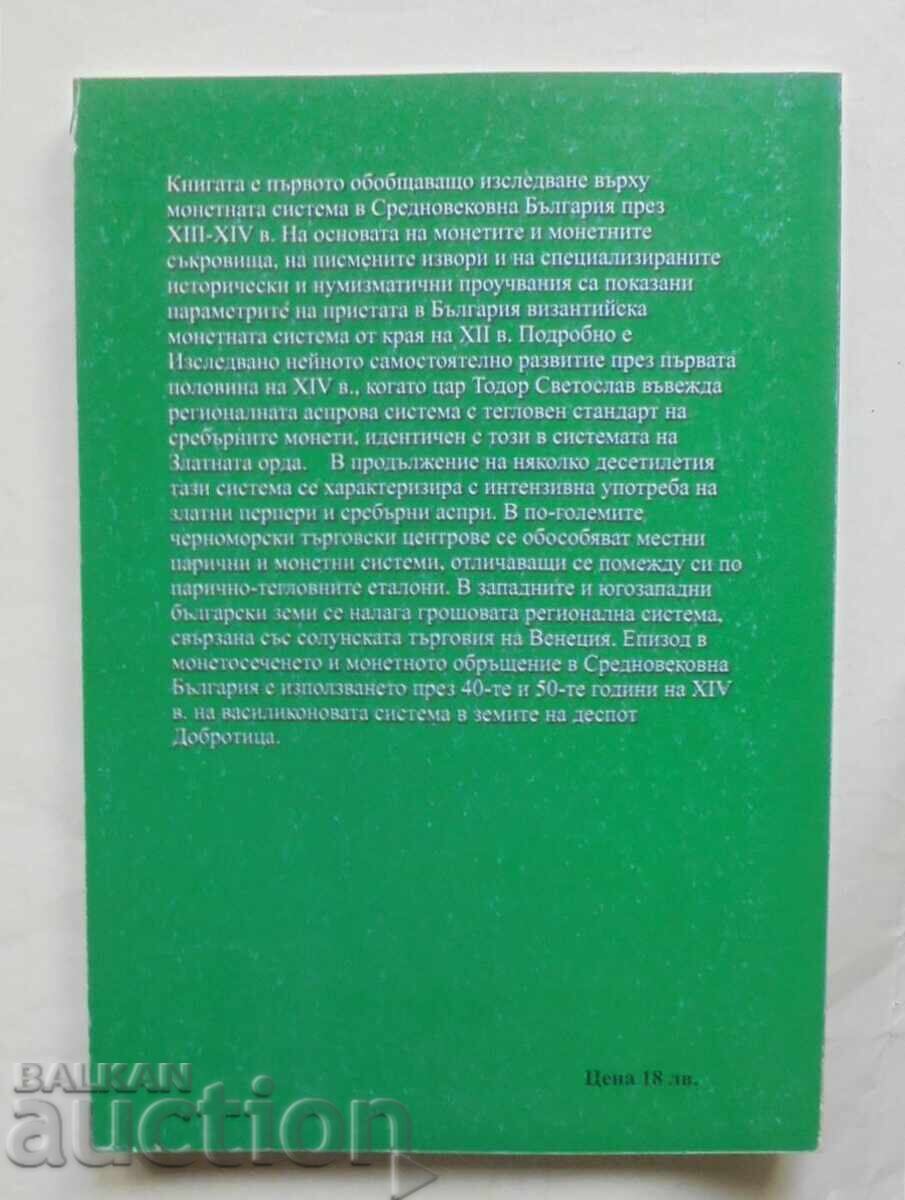 Книгата е първото обобщаващо изследване върху
монетната система в Средновековна България през
XIII-XIV в. На основата на монетите и монетните
съкровища, на писмените извори и на специализираните
исторически и нумизматични проучвания са показани
параметрите на приетата в България византийска
монетната система от края на XII в. Подробно е
Изследвано нейното самостоятелно развитие през първата
половина на XIV в., когато цар Тодор Светослав въвежда
регионалната аспрова система с тегловен стандарт на
сребърните монети, идентичен с този в системата на
Златната орда. В продължение на няколко десетилетия
тази система се характеризира с интензивна употреба на
златни перпери и сребърни аспри. В по-големите
черноморски търговски центрове се обособяват местни
парични и монетни системи, отличаващи се помежду си по
парично-тегловните еталони. В западните и югозападни
български земи се налага грошовата регионална система,
свързана със солунската търговия на Венеция. Епизод в
монетосеченето и монетното обръщение в Средновековна
България е използването през 40-те и 50-те години на XIV
в. на василиконовата система в земите на деспот
Добротица.
Цена 18 лв.
BALKAN
auction